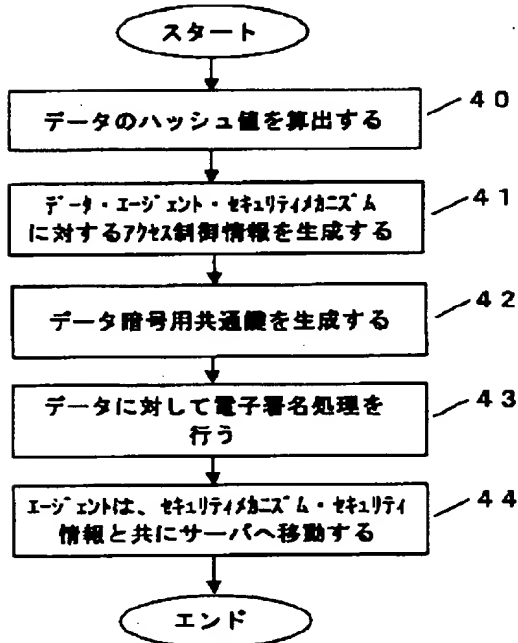 スタート
データのハッシュ値を算出する
40
データ・エージェント・セキュリティメカニズム
に対するアクセス制御情報を生成する
41
データ暗号用共通鍵を生成する
42
データに対して電子署名処理を
行う
43
エージェントは、セキュリティメカニズム・セキュリティ
情報と共にサーバへ移動する
44
エンド